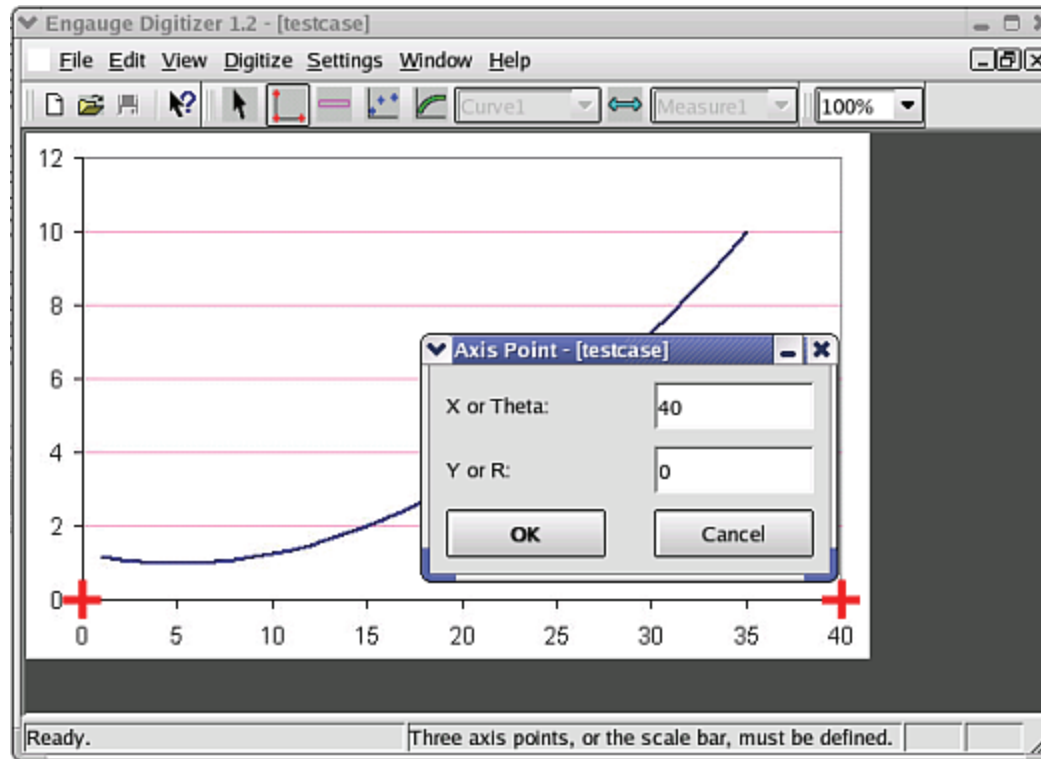 Engauge Digitizer 1.2 - [testcase]
File Edit View Digitize Settings Window Help
Curve1 Measure1 100%
12
10
8
6
4
2
0
Axis Point - [testcase]
X or Theta: 40
Y or R: 0
OK Cancel
0 5 10 15 20 25 30 35 40
Ready. Three axis points, or the scale bar, must be defined.